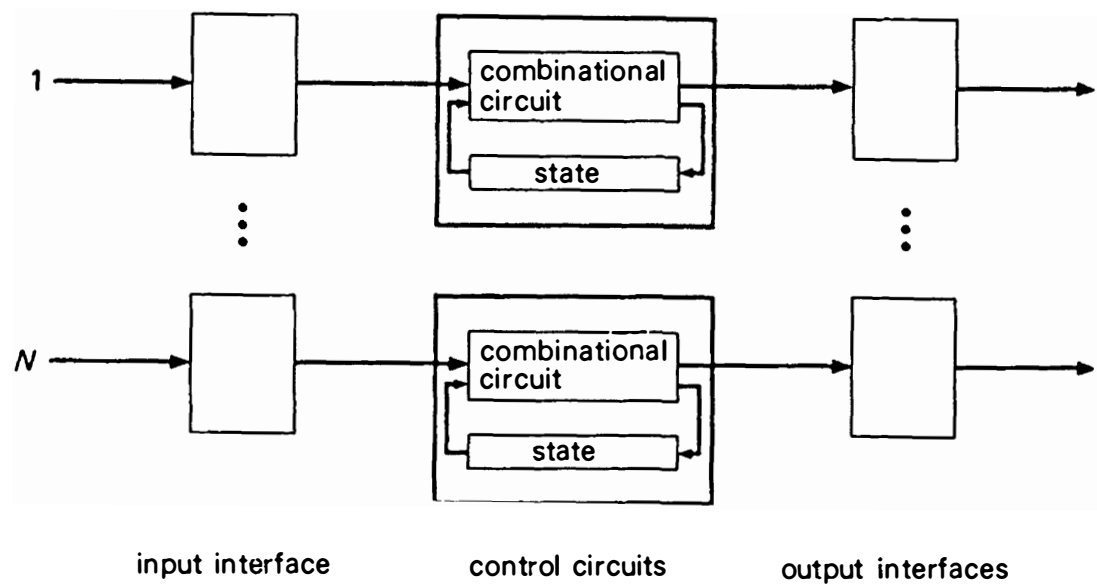 1
combinational
circuit
state
N
combinational
circuit
state
input interface
control circuits
output interfaces